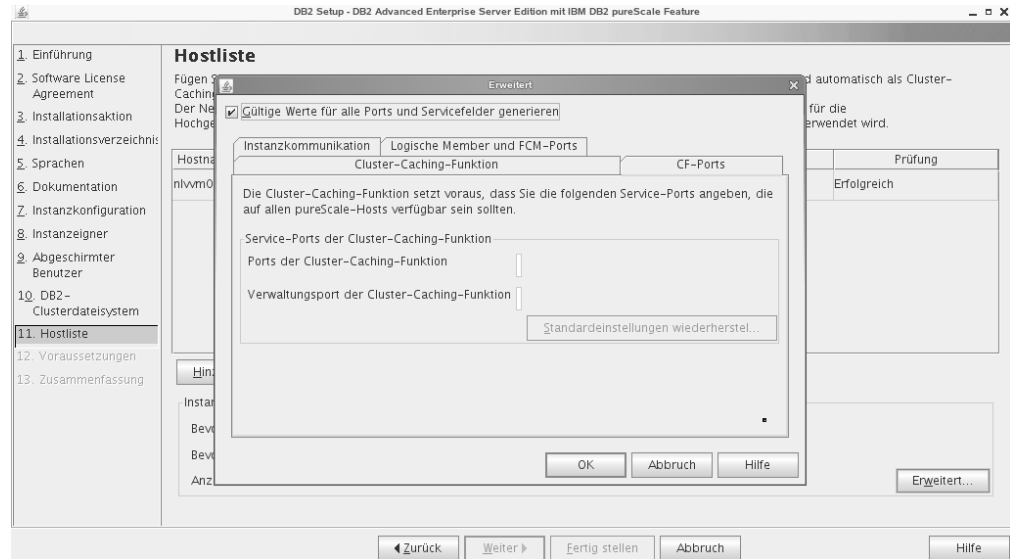 DB2 Setup - DB2 Advanced Enterprise Server Edition mit IBM DB2 pureScale Feature
1. Einführung
2. Software License
Agreement
3. Installationsaktion
4. Installationsverzeichnis
5. Sprachen
6. Dokumentation
7. Instanzkonfiguration
8. Instanzeigner
9. Abgeschirmter
Benutzer
10. DB2-
Clusterdateisystem
11. Hostliste
12. Voraussetzungen
13. Zusammenfassung
Hostliste
Fügen S
d automatisch als Cluster-
Caching
Der Ne
für die
Hochge
erwendet wird.
Hostna
Prüfung
nlvvm0
Erfolgreich
Hinz
Instan
Bevo
Bevo
Anz
Erweitert...
Erweitert
Gültige Werte für alle Ports und Servicefelder generieren
Instanzkommunikation
Logische Member und FCM-Ports
Cluster-Caching-Funktion
CF-Ports
Die Cluster-Caching-Funktion setzt voraus, dass Sie die folgenden Service-Ports angeben, die
auf allen pureScale-Hosts verfügbar sein sollten.
Service-Ports der Cluster-Caching-Funktion
Ports der Cluster-Caching-Funktion
Verwaltungsport der Cluster-Caching-Funktion
Standardeinstellungen wiederherstel...
OK
Abbruch
Hilfe
Zurück
Weiter
Fertig stellen
Abbruch
Hilfe